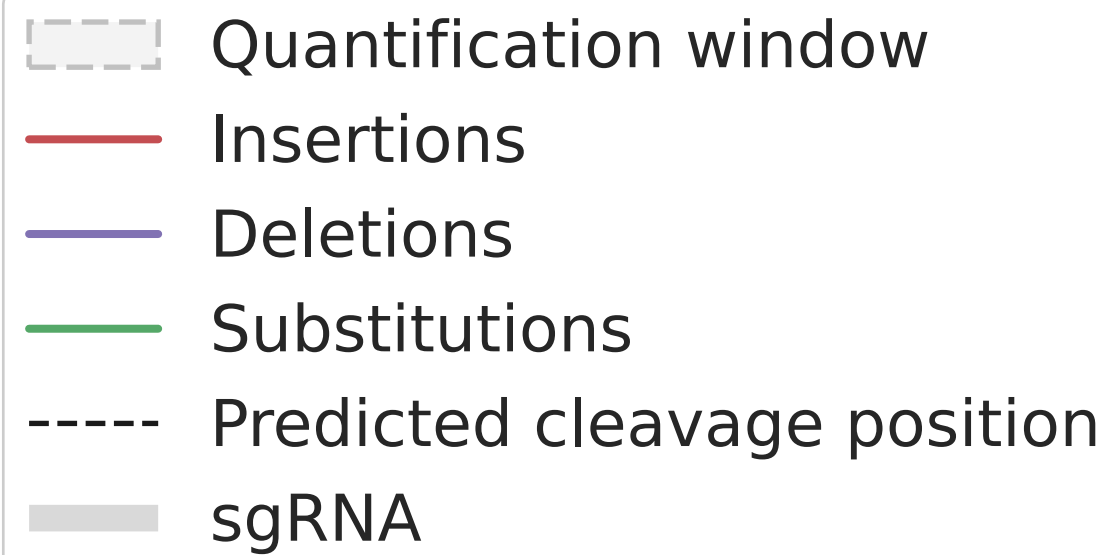 Quantification window
Insertions
Deletions
Substitutions
Predicted cleavage position
sgRNA